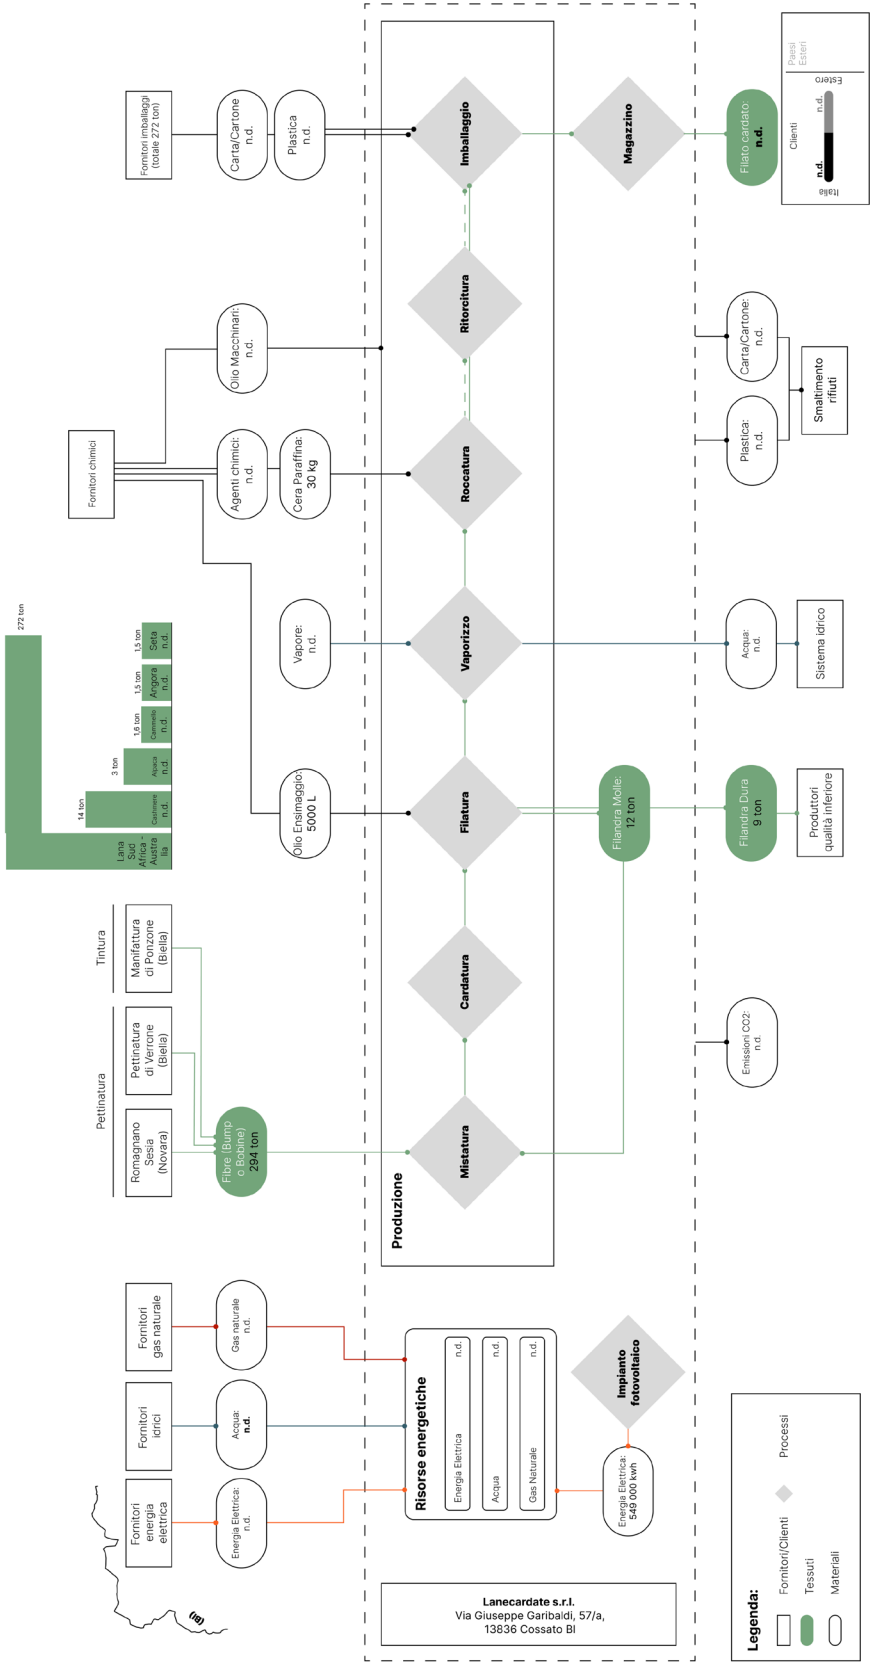 (BI)
Fornitori
energia
elettrica
Fornitori
idrici
Fornitori
gas naturale
Energia Elettrica:
n.d.
Acqua:
n.d.
Gas naturale
n.d.
Pettinatura
Tintura
Romagnano
Sesia
(Novara)
Pettinatura
di Verrone
(Biella)
Manifattura
di Ponzone
(Biella)
Fibre (Bump
o Bobine)
294 ton
Lana
Sud
Africa -
Austra
lia
272 ton
14 ton
Cashmere
n.d.
3 ton
Alpaca
n.d.
1,6 ton
Cammello
n.d.
1,5 ton
Angora
n.d.
1,5 ton
Seta
n.d.
Fornitori chimici
Olio Ensimaggio:
5000 L
Vapore:
n.d.
Agenti chimici:
n.d.
Cera Paraffina:
30 kg
Olio Macchinari:
n.d.
Fornitori imballaggi
(totale 272 ton)
Carta/Cartone
n.d.
Plastica
n.d.
Lanecardate s.r.l.
Via Giuseppe Garibaldi, 57/a,
13836 Cossato BI
Risorse energetiche
Energia Elettrica
n.d.
Acqua
n.d.
Gas Naturale
n.d.
Energia Elettrica:
549 000 kwh
Impianto
fotovoltaico
Produzione
Mistatura
Cardatura
Filatura
Vaporizzo
Roccatura
Ritorcitura
Imballaggio
Magazzino
Filandra Molle:
12 ton
Emissioni CO2:
n.d.
Filandra Dura
9 ton
Produttori
qualità inferiore
Acqua:
n.d.
Sistema idrico
Plastica:
n.d.
Carta/Cartone:
n.d.
Smaltimento
rifiuti
Filato cardato:
n.d.
Clienti
n.d.
n.d.
Italia
Estero
Paesi
Esteri
Legenda:
Fornitori/Clienti
Processi
Tessuti
Materiali